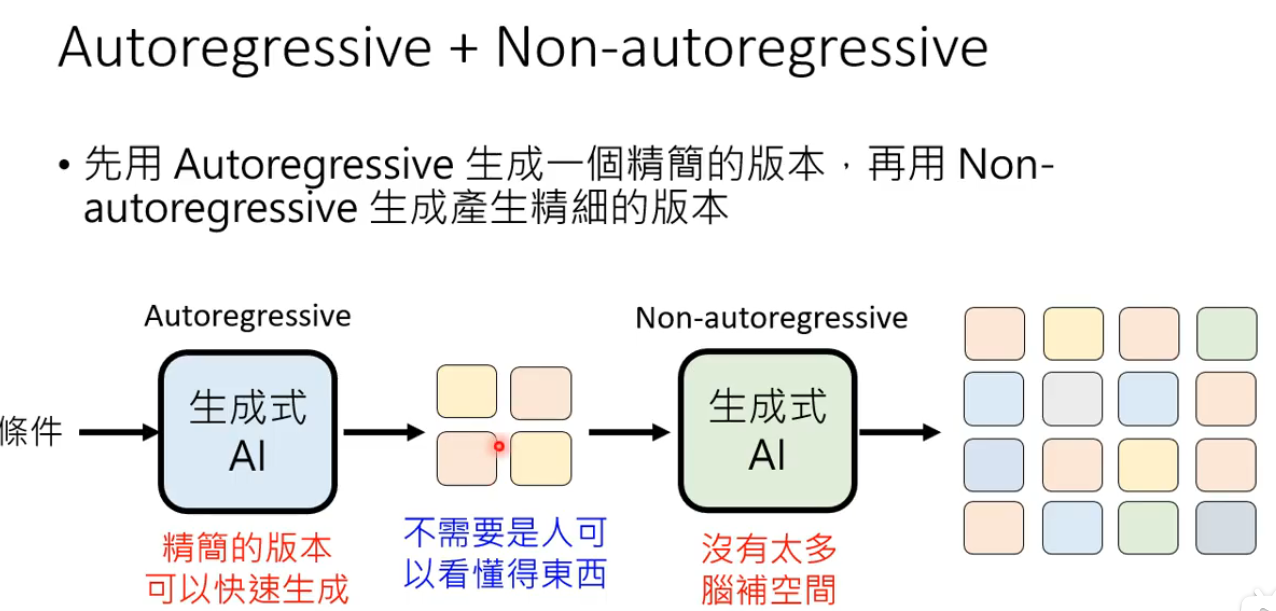 Autoregressive + Non-autoregressive
• 先用 Autoregressive 生成一個精簡的版本，再用 Non-
autoregressive 生成產生精細的版本
Autoregressive
Non-autoregressive
條件
生成式
AI
生成式
AI
精簡的版本
可以快速生成
不需要是人可
以看懂得東西
沒有太多
腦補空間